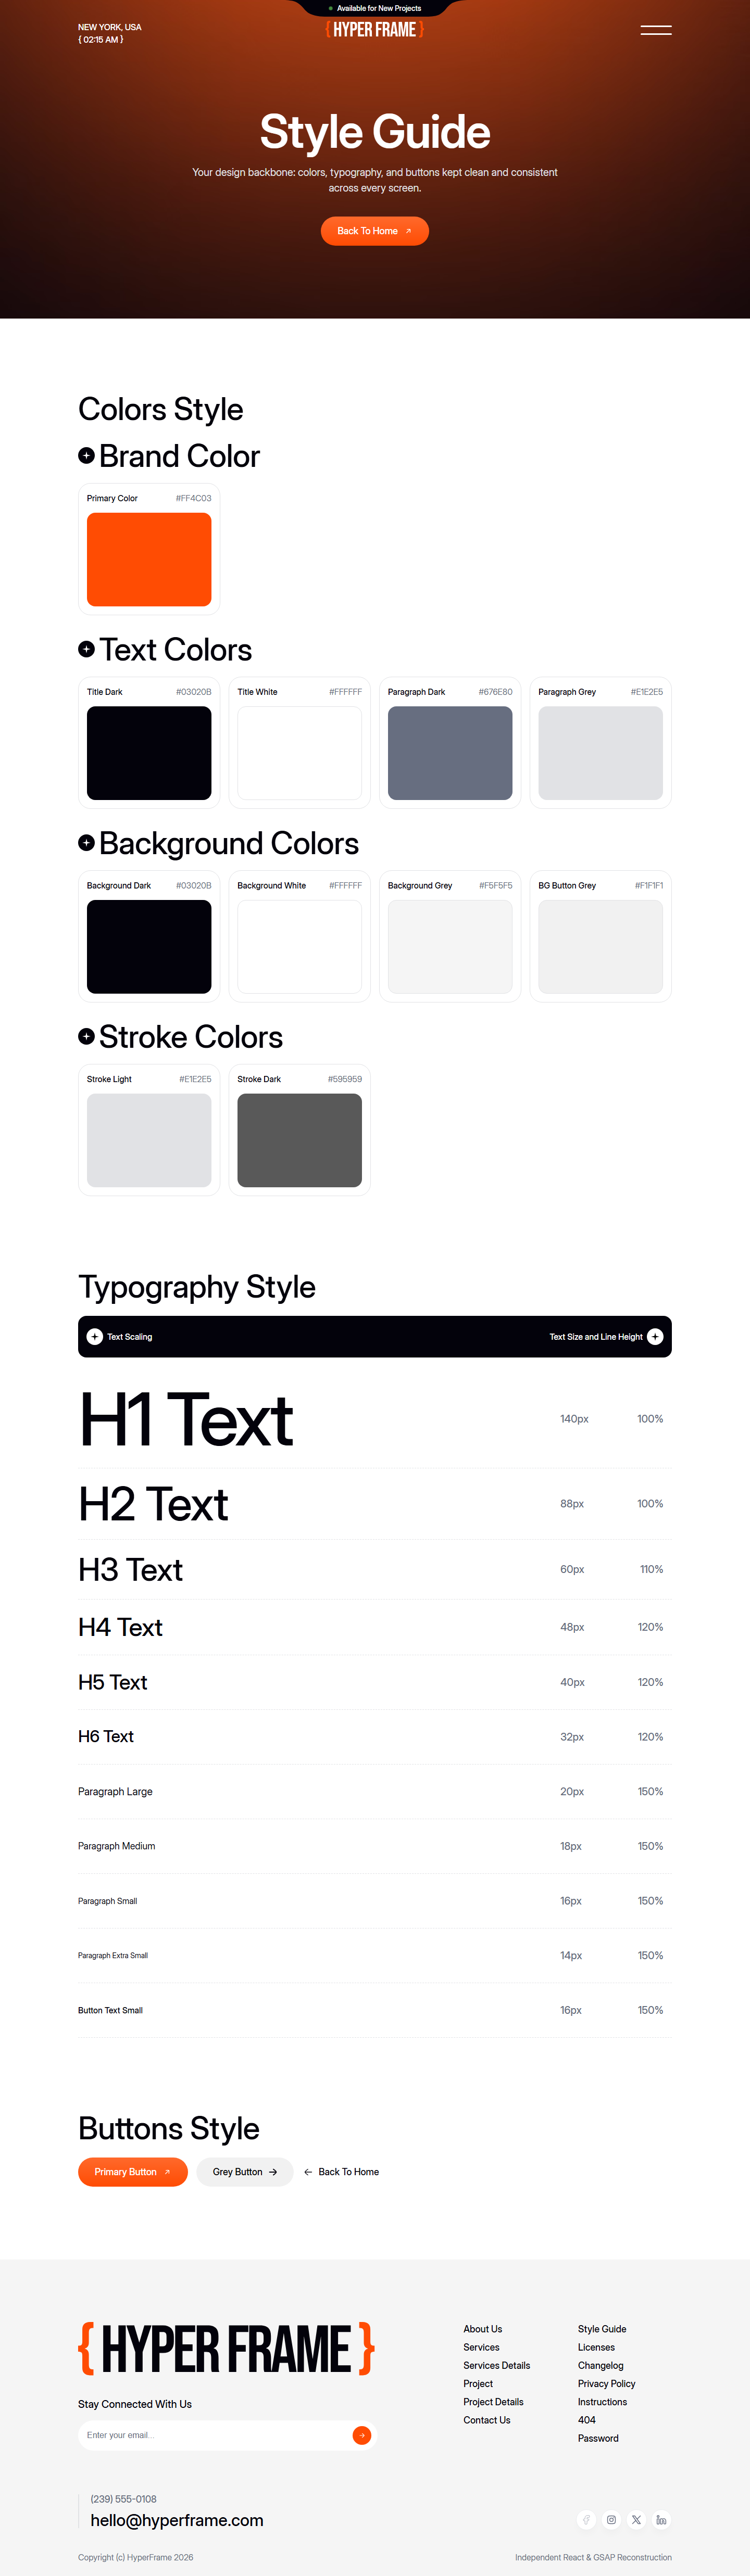 Available for New Projects
NEW YORK, USA
{ 02:15 AM }
{ HYPER FRAME }
Style Guide
Your design backbone: colors, typography, and buttons kept clean and consistent
across every screen.
Back To Home
Colors Style
Brand Color
Primary Color #FF4C03
Text Colors
Title Dark #03020B
Title White #FFFFFF
Paragraph Dark #676E80
Paragraph Grey #E1E2E5
Background Colors
Background Dark #03020B
Background White #FFFFFF
Background Grey #F5F5F5
BG Button Grey #F1F1F1
Stroke Colors
Stroke Light #E1E2E5
Stroke Dark #595959
Typography Style
Text Scaling Text Size and Line Height
H1 Text 140px 100%
H2 Text 88px 100%
H3 Text 60px 110%
H4 Text 48px 120%
H5 Text 40px 120%
H6 Text 32px 120%
Paragraph Large 20px 150%
Paragraph Medium 18px 150%
Paragraph Small 16px 150%
Paragraph Extra Small 14px 150%
Button Text Small 16px 150%
Buttons Style
Primary Button
Grey Button
Back To Home
{ HYPER FRAME }
Stay Connected With Us
Enter your email...
About Us
Services
Services Details
Project
Project Details
Contact Us
Style Guide
Licenses
Changelog
Privacy Policy
Instructions
404
Password
(239) 555-0108
hello@hyperframe.com
Copyright (c) HyperFrame 2026
Independent React & GSAP Reconstruction